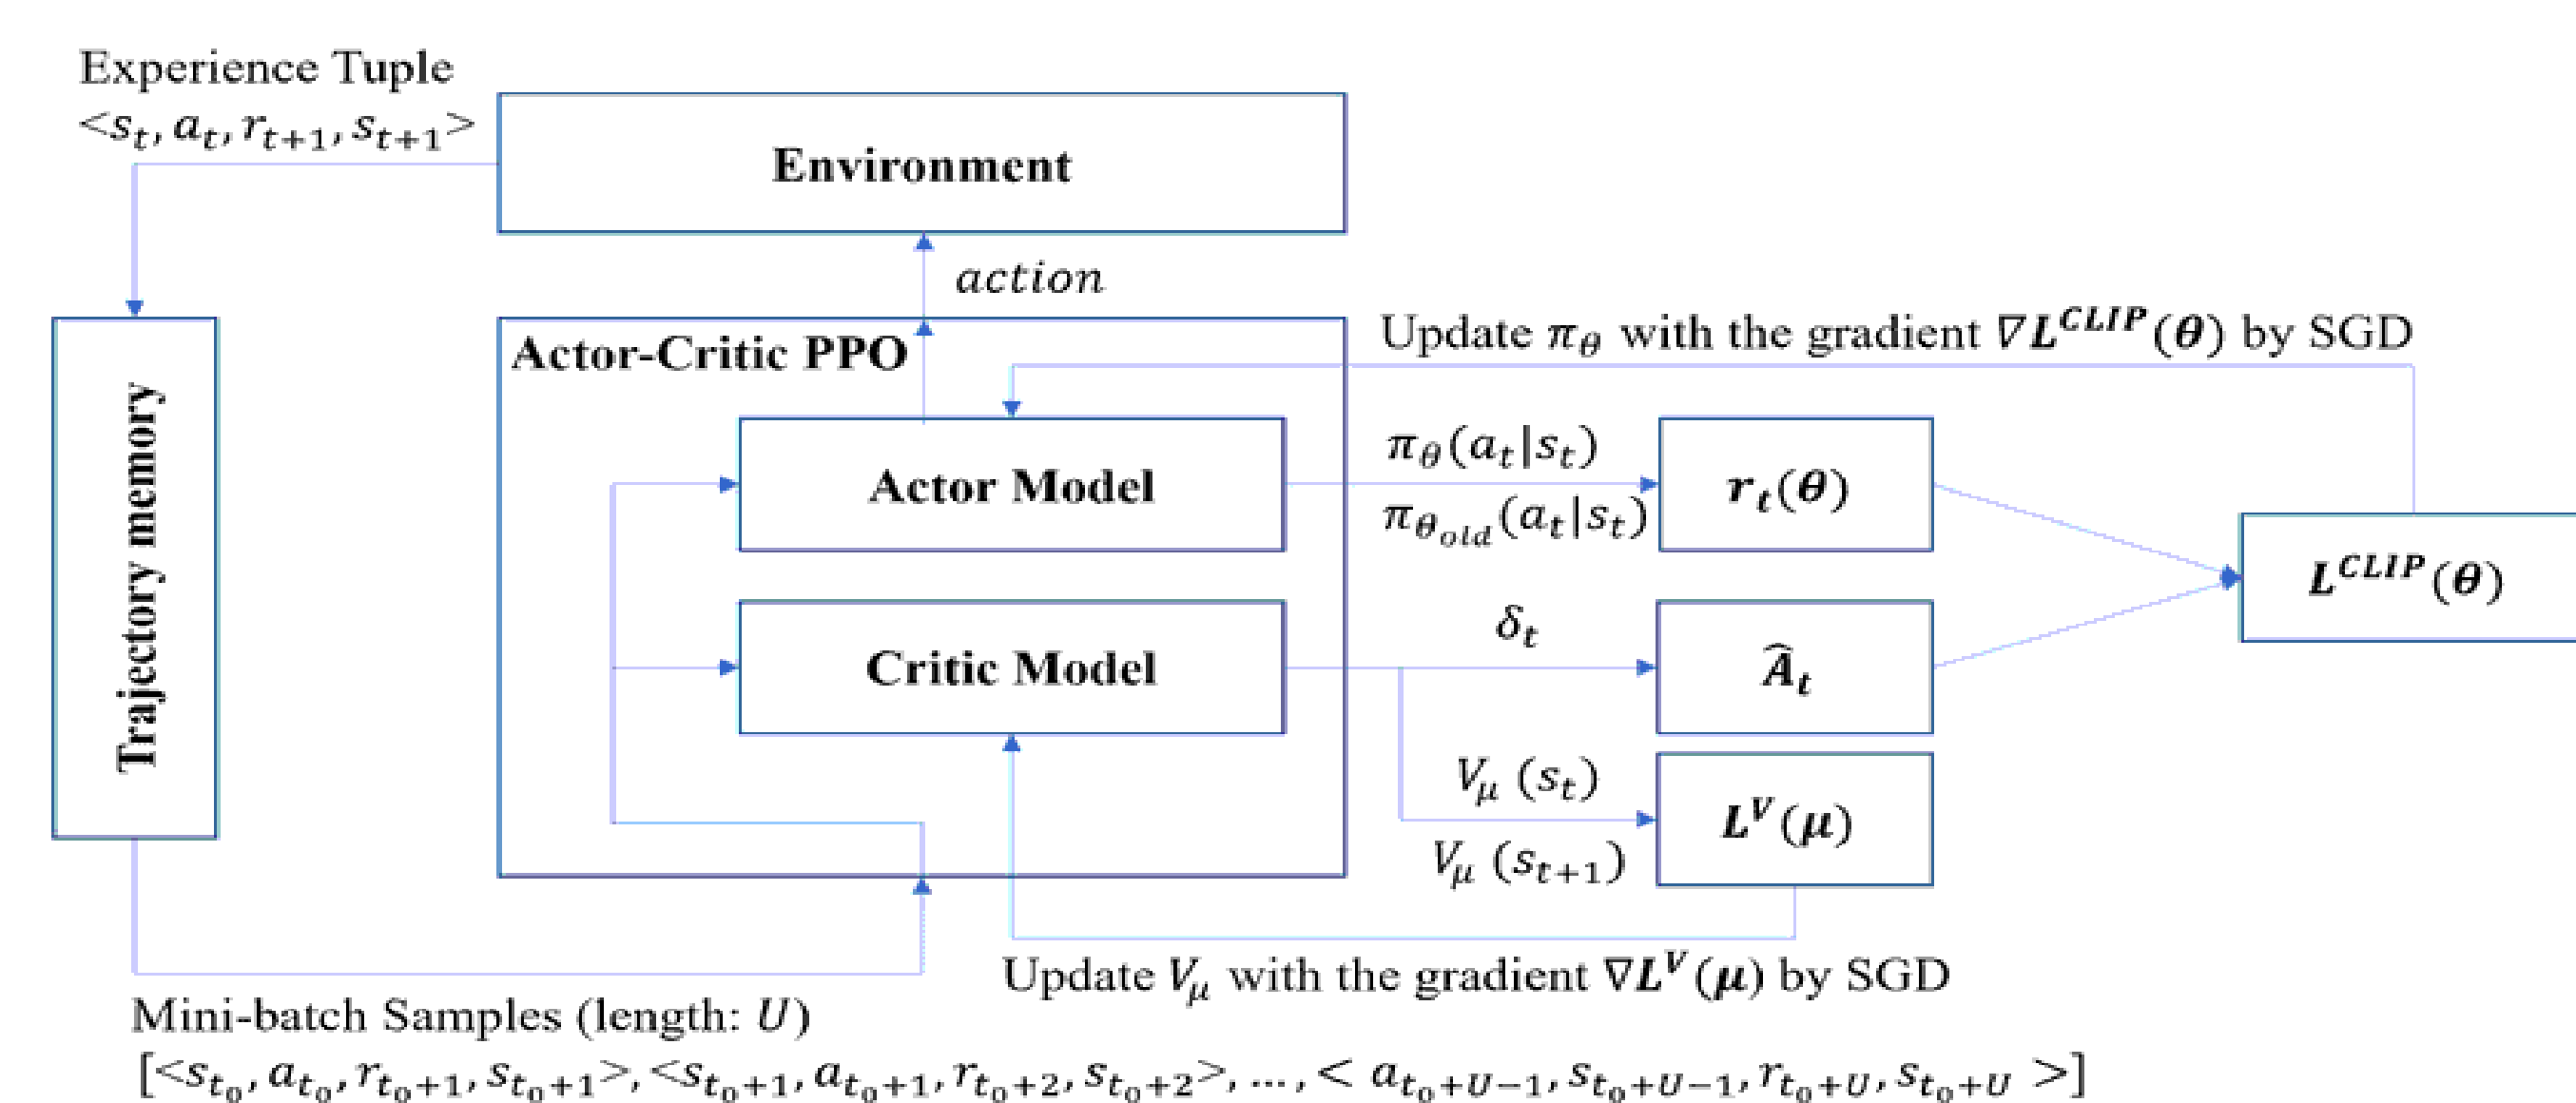 Experience Tuple
<s_t, a_t, r_{t+1}, s_{t+1}>
Environment
action
Actor-Critic PPO
Update π_θ with the gradient ∇L^{CLIP}(θ) by SGD
Trajectory memory
Actor Model
π_θ(a_t|s_t)
π_{θ_{old}}(a_t|s_t)
r_t(θ)
L^{CLIP}(θ)
Critic Model
δ_t
Â_t
V_μ (s_t)
V_μ (s_{t+1})
L^V(μ)
Update V_μ with the gradient ∇L^V(μ) by SGD
Mini-batch Samples (length: U)
[<s_{t_0}, a_{t_0}, r_{t_0+1}, s_{t_0+1}>, <s_{t_0+1}, a_{t_0+1}, r_{t_0+2}, s_{t_0+2}>, ..., < a_{t_0+U-1}, s_{t_0+U-1}, r_{t_0+U}, s_{t_0+U} >]